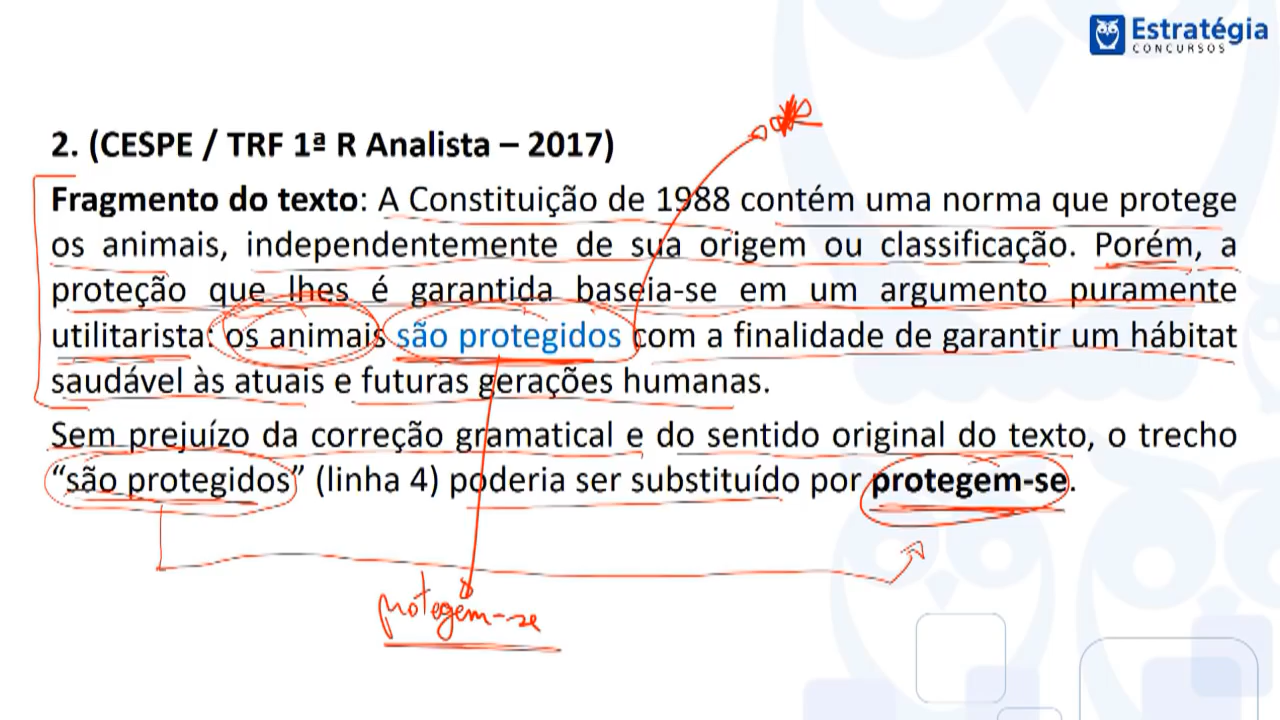 Estratégia
CONCURSOS
2. (CESPE / TRF 1ª R Analista – 2017)
Fragmento do texto: A Constituição de 1988 contém uma norma que protege
os animais, independentemente de sua origem ou classificação. Porém, a
proteção que lhes é garantida baseia-se em um argumento puramente
utilitarista: os animais são protegidos com a finalidade de garantir um hábitat
saudável às atuais e futuras gerações humanas.
Sem prejuízo da correção gramatical e do sentido original do texto, o trecho
“são protegidos” (linha 4) poderia ser substituído por protegem-se.
protegem-se